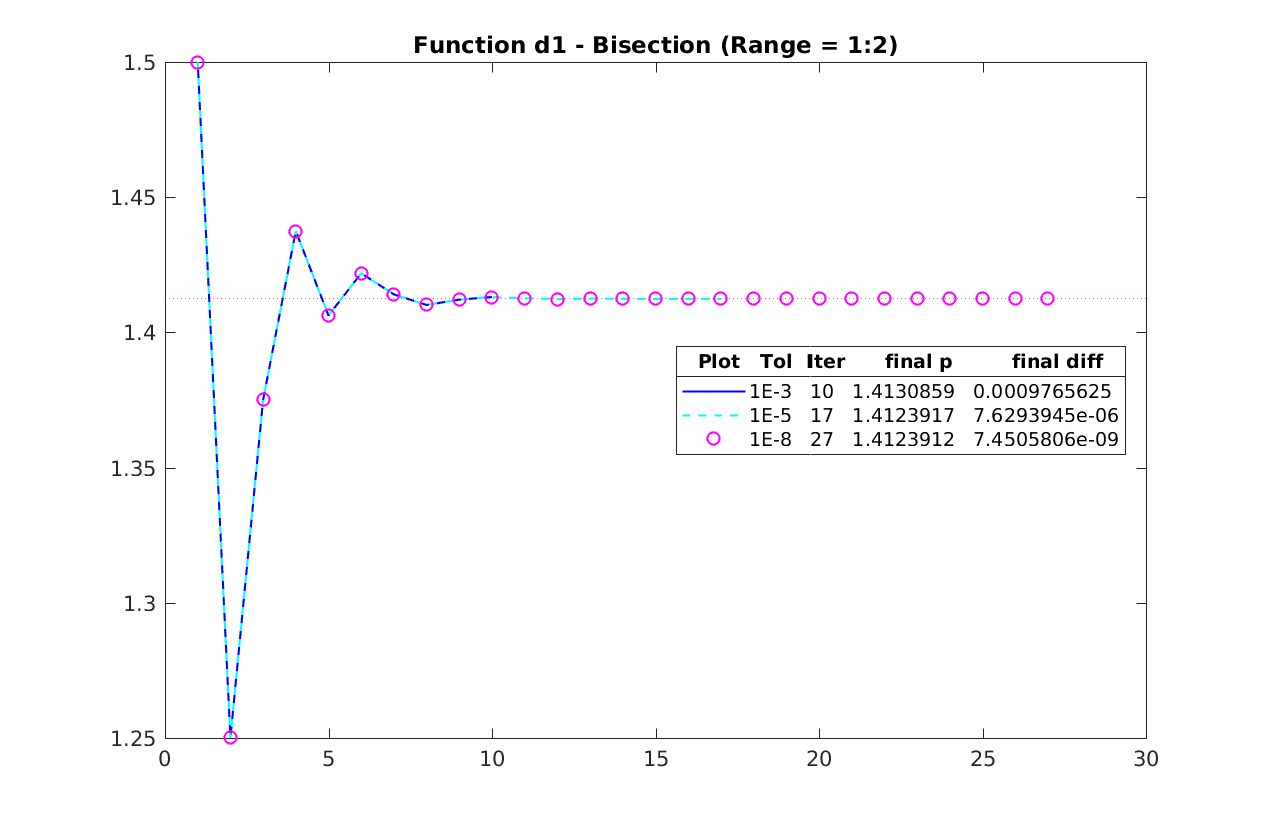 Function d1 - Bisection (Range = 1:2)
1.5
1.45
1.4
1.35
1.3
1.25
Plot Tol Iter final p final diff
1E-3 10 1.4130859 0.0009765625
1E-5 17 1.4123917 7.6293945e-06
1E-8 27 1.4123912 7.4505806e-09
0 5 10 15 20 25 30